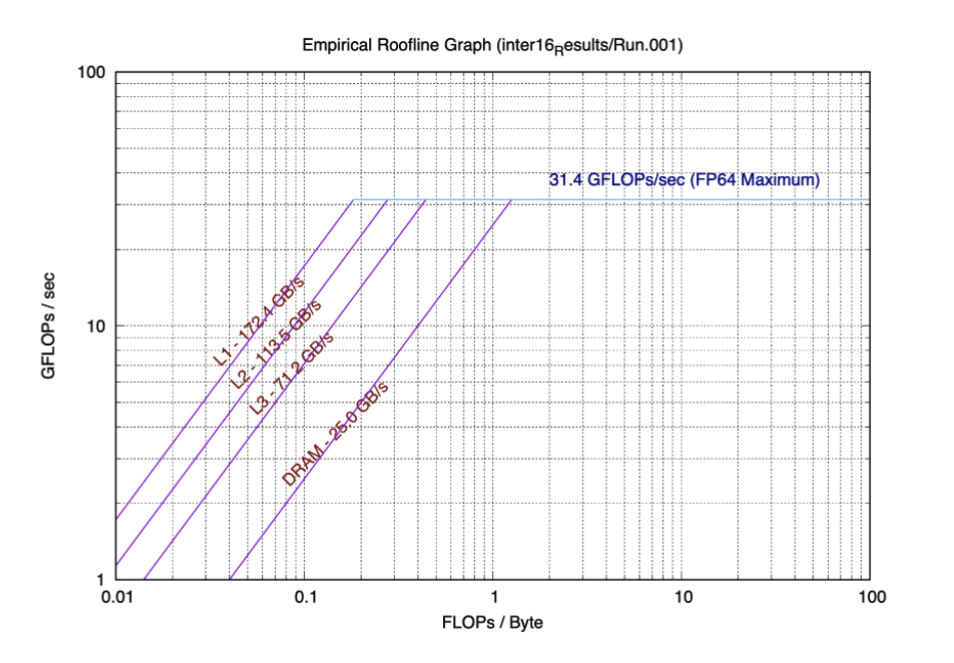 Empirical Roofline Graph (inter16Results/Run.001)
100
31.4 GFLOPs/sec (FP64 Maximum)
L1 - 172.4 GB/s
L2 - 113.5 GB/s
L3 - 71.2 GB/s
DRAM - 25.0 GB/s
GFLOPs / sec
10
1
0.01 0.1 1 10 100
FLOPs / Byte